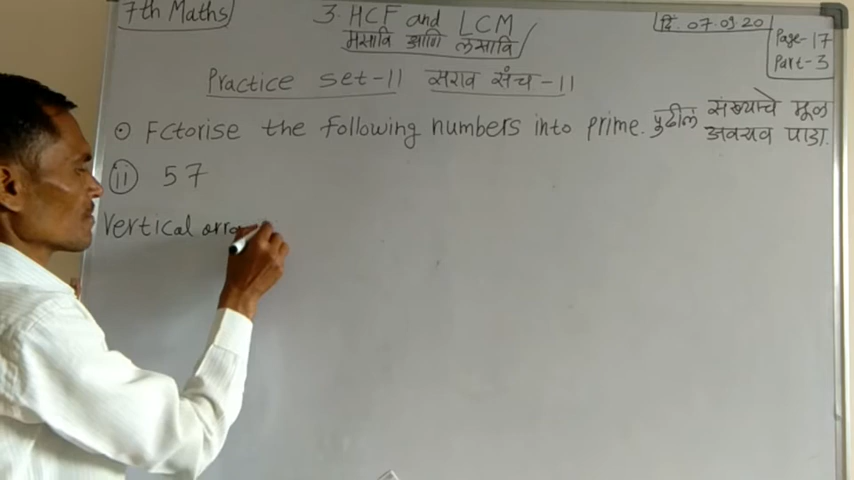 7th Maths
3. HCF and LCM
मसावि आणि लसावि
दि. 07.09.20
Page-17
Part-3
Practice set-11 सराव संच -11
⊙ Fctorise the following numbers into prime. पुढील संख्यांचे मूळ
अवयव पाडा.
(ii) 57
Vertical arra